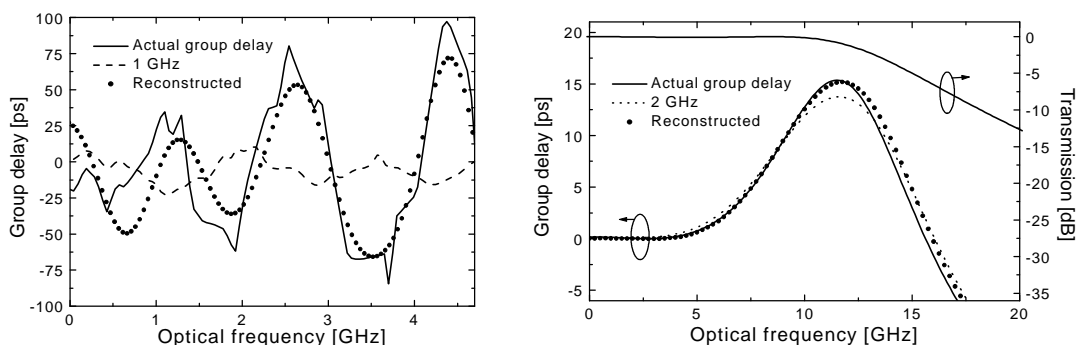 100
75
50
25
0
-25
-50
-75
-100
Group delay [ps]
Actual group delay
1 GHz
Reconstructed
0 1 2 3 4
Optical frequency [GHz]
20
15
10
5
0
-5
Group delay [ps]
Actual group delay
2 GHz
Reconstructed
0
-5
-10
-15
-20
-25
-30
-35
Transmission [dB]
0 5 10 15 20
Optical frequency [GHz]